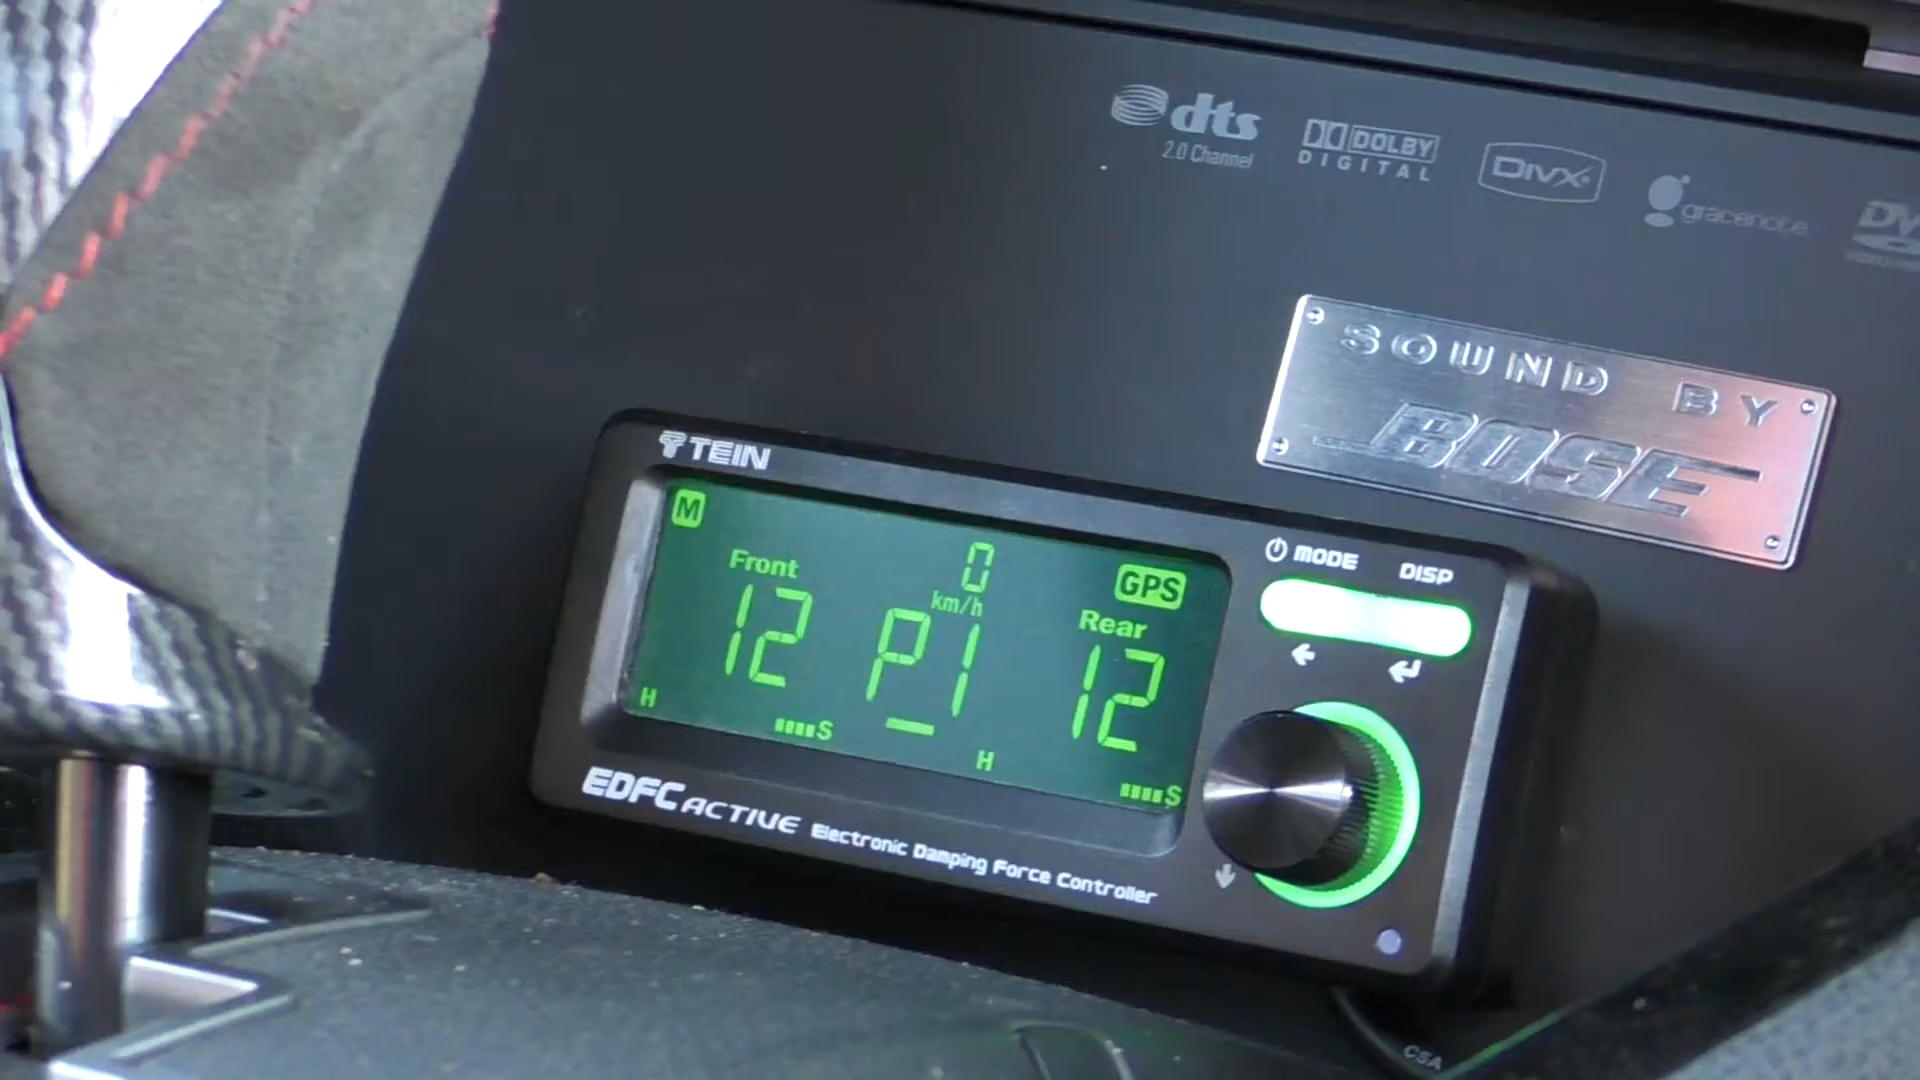 dts
2.0 Channel
DOLBY
DIGITAL
DIVX
gracenote
SOUND BY
BOSE
TEIN
M
Front
0
km/h
GPS
Rear
12
P1
12
H
S
H
S
MODE
DISP
EDFC ACTIVE Electronic Damping Force Controller
CSA